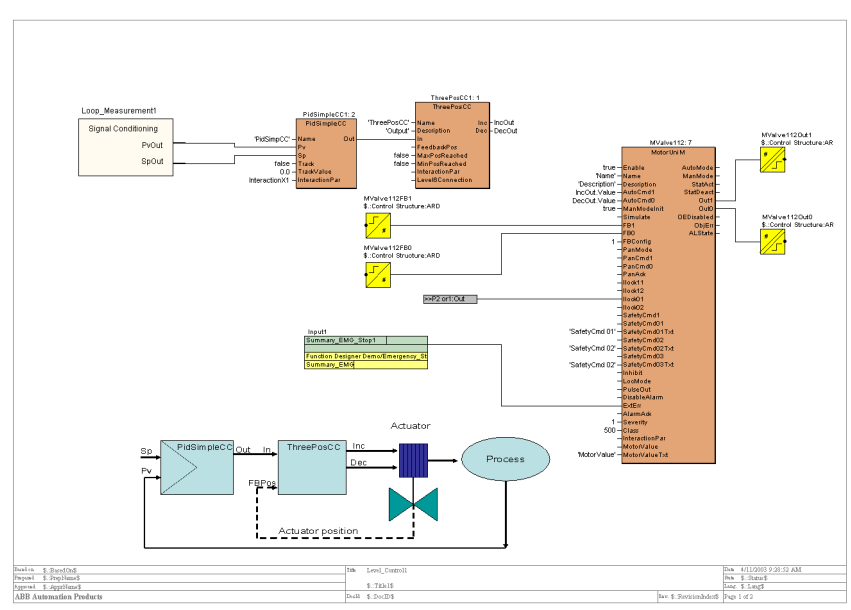 Loop_Measurement1
Signal Conditioning
PvOut
SpOut
PidSimpleCC1: 2
PidSimpleCC
'PidSimpCC'
Name
Out
Pv
Sp
false
Track
0.0
TrackValue
InteractionX1
InteractionPar
ThreePosCC1: 1
ThreePosCC
'ThreePosCC'
Name
Inc
IncOut
'Output'
Description
Dec
DecOut
In
FeedbackPos
false
MaxPosReached
false
MinPosReached
InteractionPar
Level6Connection
MValve112FB1
$.:Control Structure:ARD
#
MValve112FB0
$.:Control Structure:ARD
#
>>P2 or1:Out
Input1
Summary_EMG_Stop1
Function Designer Demo/Emergency_St
Summary_EMG
MValve112: 7
MotorUniM
true
Enable
AutoMode
'Name'
Name
ManMode
'Description'
Description
StatAct
IncOut.Value
AutoCmd1
StatDeact
DecOut.Value
AutoCmd0
Out1
true
ManModeInit
Out0
Simulate
OEDisabled
FB1
ObjErr
FB0
ALState
1
FBConfig
PanMode
PanCmd1
PanCmd0
PanAck
Ilock11
Ilock12
Ilock01
Ilock02
SafetyCmd1
SafetyCmd01
'SafetyCmd 01'
SafetyCmd01Txt
SafetyCmd02
'SafetyCmd 02'
SafetyCmd02Txt
SafetyCmd03
'SafetyCmd 02'
SafetyCmd03Txt
Inhibit
LocMode
PulseOut
DisableAlarm
ExtErr
AlarmAck
1
Severity
500
Class
InteractionPar
MotorValue
'MotorValue'
MotorValueTxt
MValve112Out1
$.:Control Structure:AR
#
MValve112Out0
$.:Control Structure:AR
#
Actuator
Sp
PidSimpleCC
Out
In
ThreePosCC
Inc
Dec
Process
Pv
FBPos
Actuator position
Based on $.:BasedOn$
Prepared $.:PrepName$
Approved $.:ApprName$
ABB Automation Products
Title Level_Control1
$.:Title1$
DocID $.:DocID$
Rev. $.:RevisionIndex$
Date 4/11/2003 9:28:52 AM
$.:Status$
Lang. $.:Lang$
Page 1 of 2